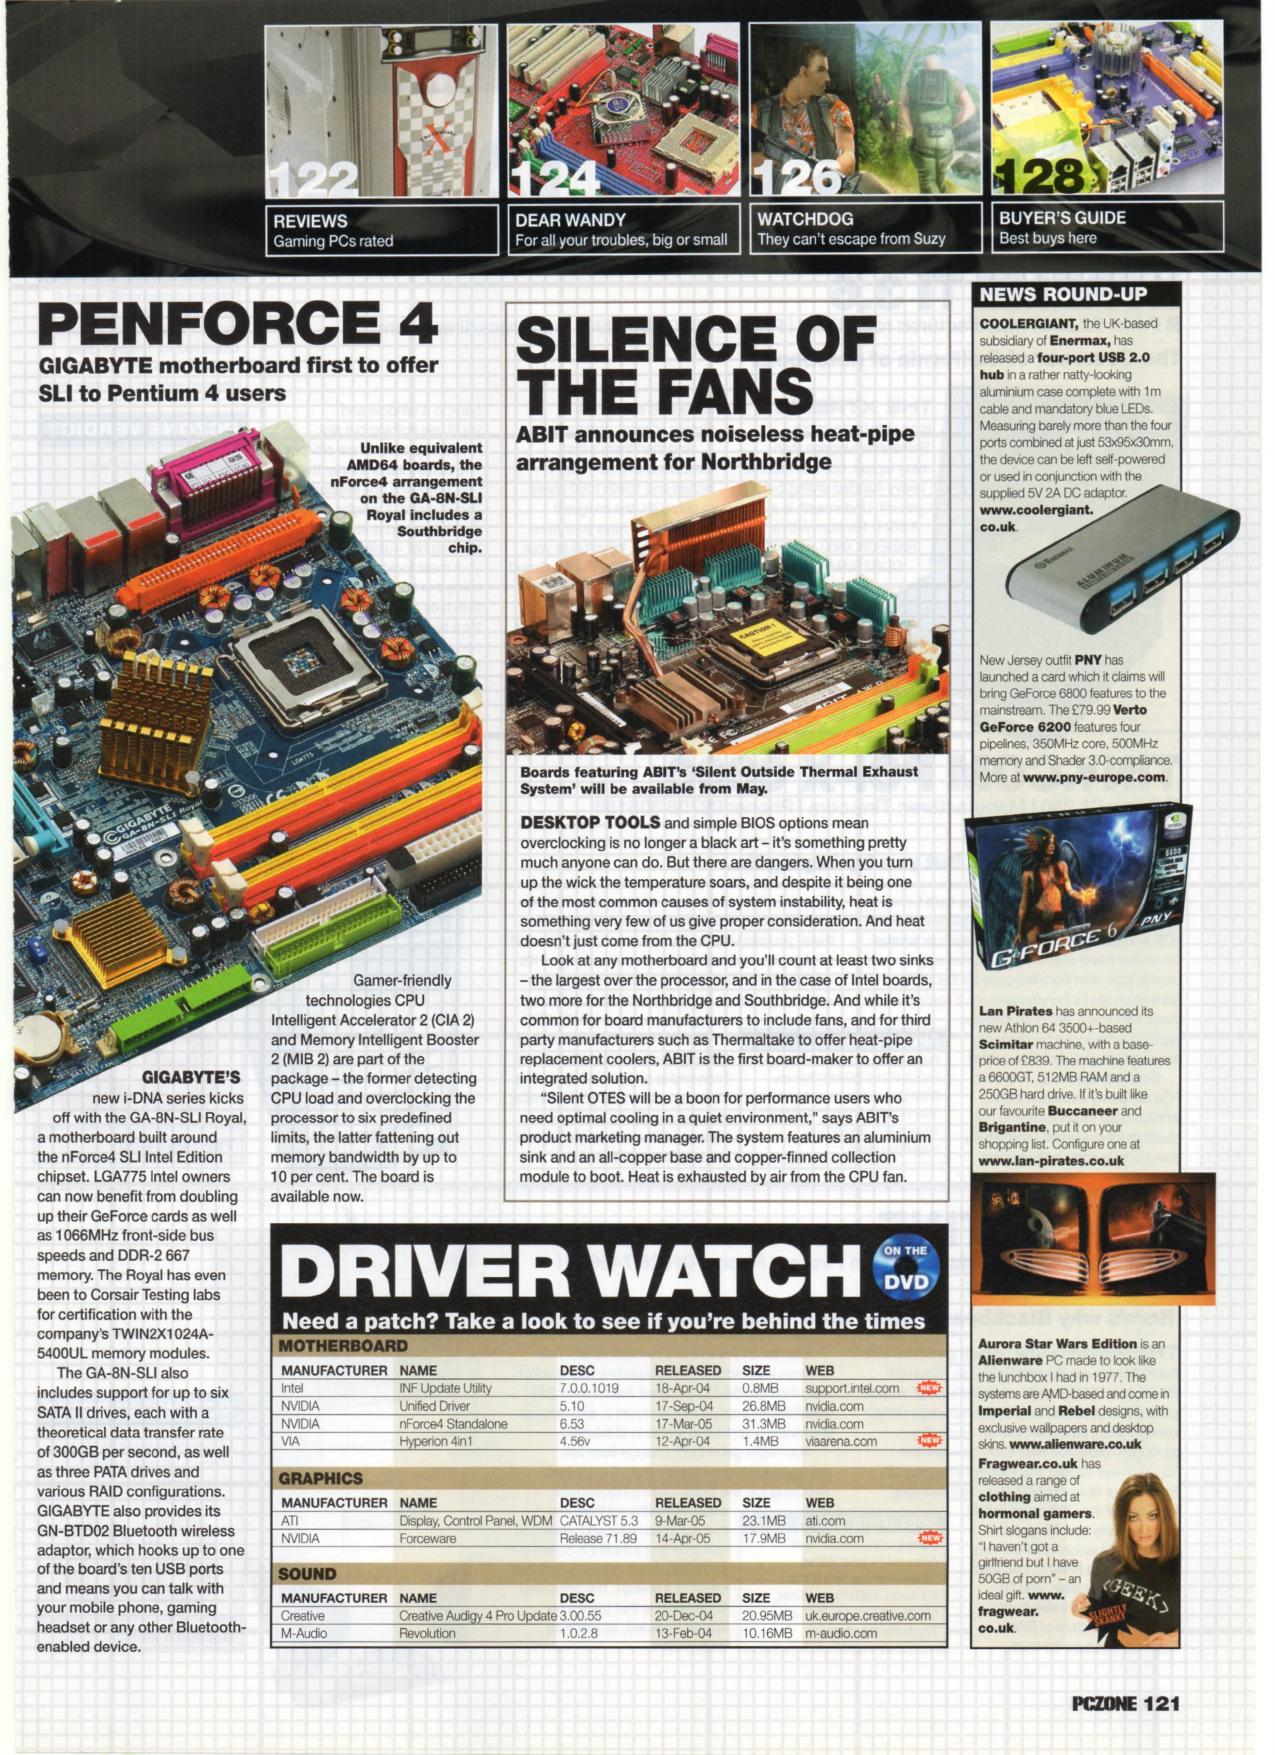 122
REVIEWS
Gaming PCs rated
124
DEAR WANDY
For all your troubles, big or small
126
WATCHDOG
They can't escape from Suzy
128
BUYER'S GUIDE
Best buys here
PENFORCE 4
GIGABYTE motherboard first to offer
SLI to Pentium 4 users
Unlike equivalent
AMD64 boards, the
nForce4 arrangement
on the GA-8N-SLI
Royal includes a
Southbridge
chip.
LGA775
GIGABYTE
GA-8N-SLI Royal
GIGABYTE'S
new i-DNA series kicks
off with the GA-8N-SLI Royal,
a motherboard built around
the nForce4 SLI Intel Edition
chipset. LGA775 Intel owners
can now benefit from doubling
up their GeForce cards as well
as 1066MHz front-side bus
speeds and DDR-2 667
memory. The Royal has even
been to Corsair Testing labs
for certification with the
company's TWIN2X1024A-
5400UL memory modules.
The GA-8N-SLI also
includes support for up to six
SATA II drives, each with a
theoretical data transfer rate
of 300GB per second, as well
as three PATA drives and
various RAID configurations.
GIGABYTE also provides its
GN-BTD02 Bluetooth wireless
adaptor, which hooks up to one
of the board's ten USB ports
and means you can talk with
your mobile phone, gaming
headset or any other Bluetooth-
enabled device.
Gamer-friendly
technologies CPU
Intelligent Accelerator 2 (CIA 2)
and Memory Intelligent Booster
2 (MIB 2) are part of the
package – the former detecting
CPU load and overclocking the
processor to six predefined
limits, the latter fattening out
memory bandwidth by up to
10 per cent. The board is
available now.
SILENCE OF
THE FANS
ABIT announces noiseless heat-pipe
arrangement for Northbridge
CAUTION!
ABIT
Boards featuring ABIT's 'Silent Outside Thermal Exhaust
System' will be available from May.
DESKTOP TOOLS and simple BIOS options mean
overclocking is no longer a black art – it's something pretty
much anyone can do. But there are dangers. When you turn
up the wick the temperature soars, and despite it being one
of the most common causes of system instability, heat is
something very few of us give proper consideration. And heat
doesn't just come from the CPU.
Look at any motherboard and you'll count at least two sinks
– the largest over the processor, and in the case of Intel boards,
two more for the Northbridge and Southbridge. And while it's
common for board manufacturers to include fans, and for third
party manufacturers such as Thermaltake to offer heat-pipe
replacement coolers, ABIT is the first board-maker to offer an
integrated solution.
"Silent OTES will be a boon for performance users who
need optimal cooling in a quiet environment," says ABIT's
product marketing manager. The system features an aluminium
sink and an all-copper base and copper-finned collection
module to boot. Heat is exhausted by air from the CPU fan.
DRIVER WATCH
ON THE
DVD
Need a patch? Take a look to see if you're behind the times
MOTHERBOARD
MANUFACTURER NAME DESC RELEASED SIZE WEB
Intel INF Update Utility 7.0.0.1019 18-Apr-04 0.8MB support.intel.com NEW
NVIDIA Unified Driver 5.10 17-Sep-04 26.8MB nvidia.com
NVIDIA nForce4 Standalone 6.53 17-Mar-05 31.3MB nvidia.com
VIA Hyperion 4in1 4.56v 12-Apr-04 1.4MB viaarena.com NEW
GRAPHICS
MANUFACTURER NAME DESC RELEASED SIZE WEB
ATI Display, Control Panel, WDM CATALYST 5.3 9-Mar-05 23.1MB ati.com
NVIDIA Forceware Release 71.89 14-Apr-05 17.9MB nvidia.com NEW
SOUND
MANUFACTURER NAME DESC RELEASED SIZE WEB
Creative Creative Audigy 4 Pro Update 3.00.55 20-Dec-04 20.95MB uk.europe.creative.com
M-Audio Revolution 1.0.2.8 13-Feb-04 10.16MB m-audio.com
NEWS ROUND-UP
COOLERGIANT, the UK-based
subsidiary of Enermax, has
released a four-port USB 2.0
hub in a rather natty-looking
aluminium case complete with 1m
cable and mandatory blue LEDs.
Measuring barely more than the four
ports combined at just 53x95x30mm,
the device can be left self-powered
or used in conjunction with the
supplied 5V 2A DC adaptor.
www.coolergiant.
co.uk.
ENERMAX
ALUMINUM
New Jersey outfit PNY has
launched a card which it claims will
bring GeForce 6800 features to the
mainstream. The £79.99 Verto
GeForce 6200 features four
pipelines, 350MHz core, 500MHz
memory and Shader 3.0-compliance.
More at www.pny-europe.com.
6600
GEFORCE 6
PNY
Lan Pirates has announced its
new Athlon 64 3500+-based
Scimitar machine, with a base-
price of £839. The machine features
a 6600GT, 512MB RAM and a
250GB hard drive. If it's built like
our favourite Buccaneer and
Brigantine, put it on your
shopping list. Configure one at
www.lan-pirates.co.uk
Aurora Star Wars Edition is an
Alienware PC made to look like
the lunchbox I had in 1977. The
systems are AMD-based and come in
Imperial and Rebel designs, with
exclusive wallpapers and desktop
skins. www.alienware.co.uk
Fragwear.co.uk has
released a range of
clothing aimed at
hormonal gamers.
Shirt slogans include:
"I haven't got a
girlfriend but I have
50GB of porn" – an
ideal gift. www.
fragwear.
co.uk.
(GEEK)
SLIGHTLY
SKANKY
PCZONE 121